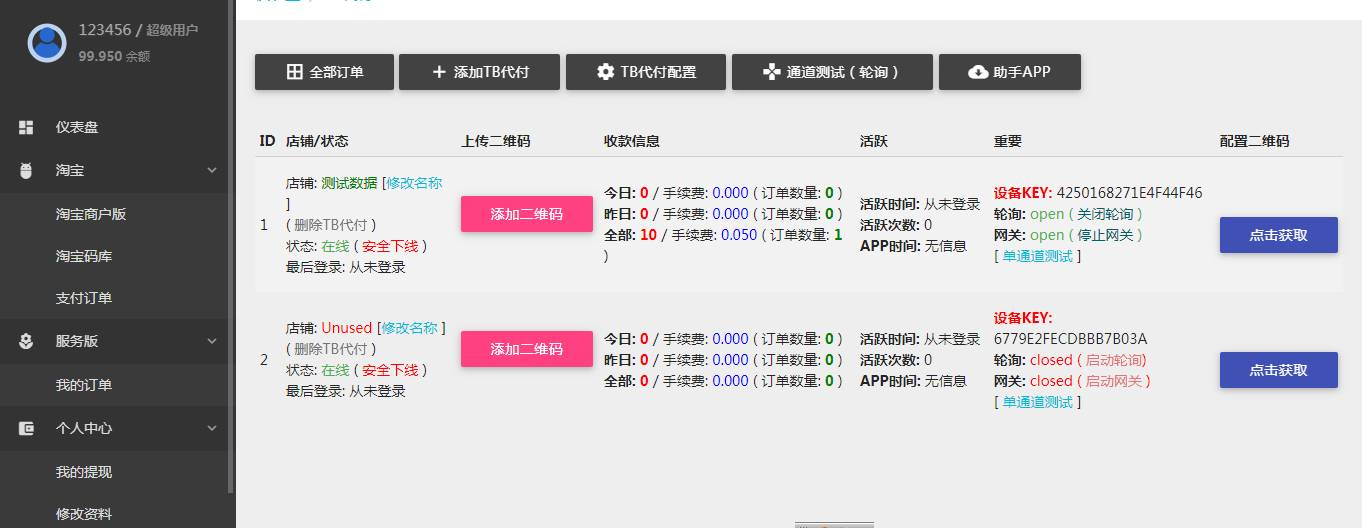 123456 / 超级用户
99.950 余额
仪表盘
淘宝
淘宝商户版
淘宝码库
支付订单
服务版
我的订单
个人中心
我的提现
修改资料
全部订单
添加TB代付
TB代付配置
通道测试 ( 轮询 )
助手APP
ID 店铺/状态 上传二维码 收款信息 活跃 重要 配置二维码
1
店铺: 测试数据 [修改名称
]
( 删除TB代付 )
状态: 在线 ( 安全下线 )
最后登录: 从未登录
添加二维码
今日: 0 / 手续费: 0.000 ( 订单数量: 0 )
昨日: 0 / 手续费: 0.000 ( 订单数量: 0 )
全部: 10 / 手续费: 0.050 ( 订单数量: 1
)
活跃时间: 从未登录
活跃次数: 0
APP时间: 无信息
设备KEY: 4250168271E4F44F46
轮询: open ( 关闭轮询 )
网关: open ( 停止网关 )
[ 单通道测试 ]
点击获取
2
店铺: Unused [修改名称 ]
( 删除TB代付 )
状态: 在线 ( 安全下线 )
最后登录: 从未登录
添加二维码
今日: 0 / 手续费: 0.000 ( 订单数量: 0 )
昨日: 0 / 手续费: 0.000 ( 订单数量: 0 )
全部: 0 / 手续费: 0.000 ( 订单数量: 0 )
活跃时间: 从未登录
活跃次数: 0
APP时间: 无信息
设备KEY:
6779E2FECDBBB7B03A
轮询: closed ( 启动轮询)
网关: closed ( 启动网关 )
[ 单通道测试 ]
点击获取